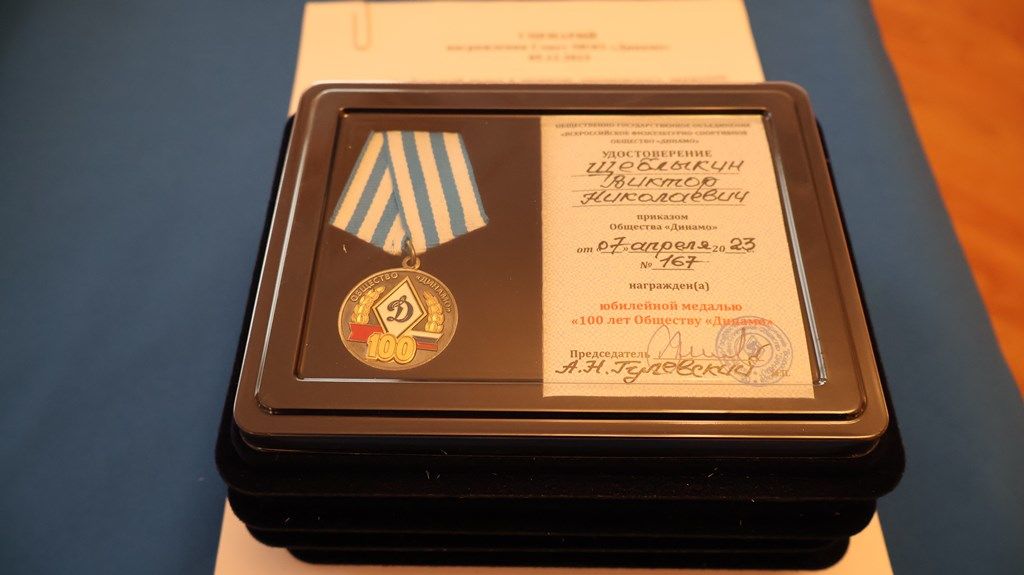 ОБЩЕСТВЕННО-ГОСУДАРСТВЕННОЕ ОБЪЕДИНЕНИЕ
«ВСЕРОССИЙСКОЕ ФИЗКУЛЬТУРНО-СПОРТИВНОЕ
ОБЩЕСТВО «ДИНАМО»
УДОСТОВЕРЕНИЕ
Щеблыкин
Виктор
Николаевич
приказом
Общества «Динамо»
от «07» апреля 2023 г.
№ 167
награжден(а)
юбилейной медалью
«100 лет Обществу «Динамо»
Председатель
А.Н. Гулевский М.П.
ОБЩЕСТВО «ДИНАМО»
Д
100